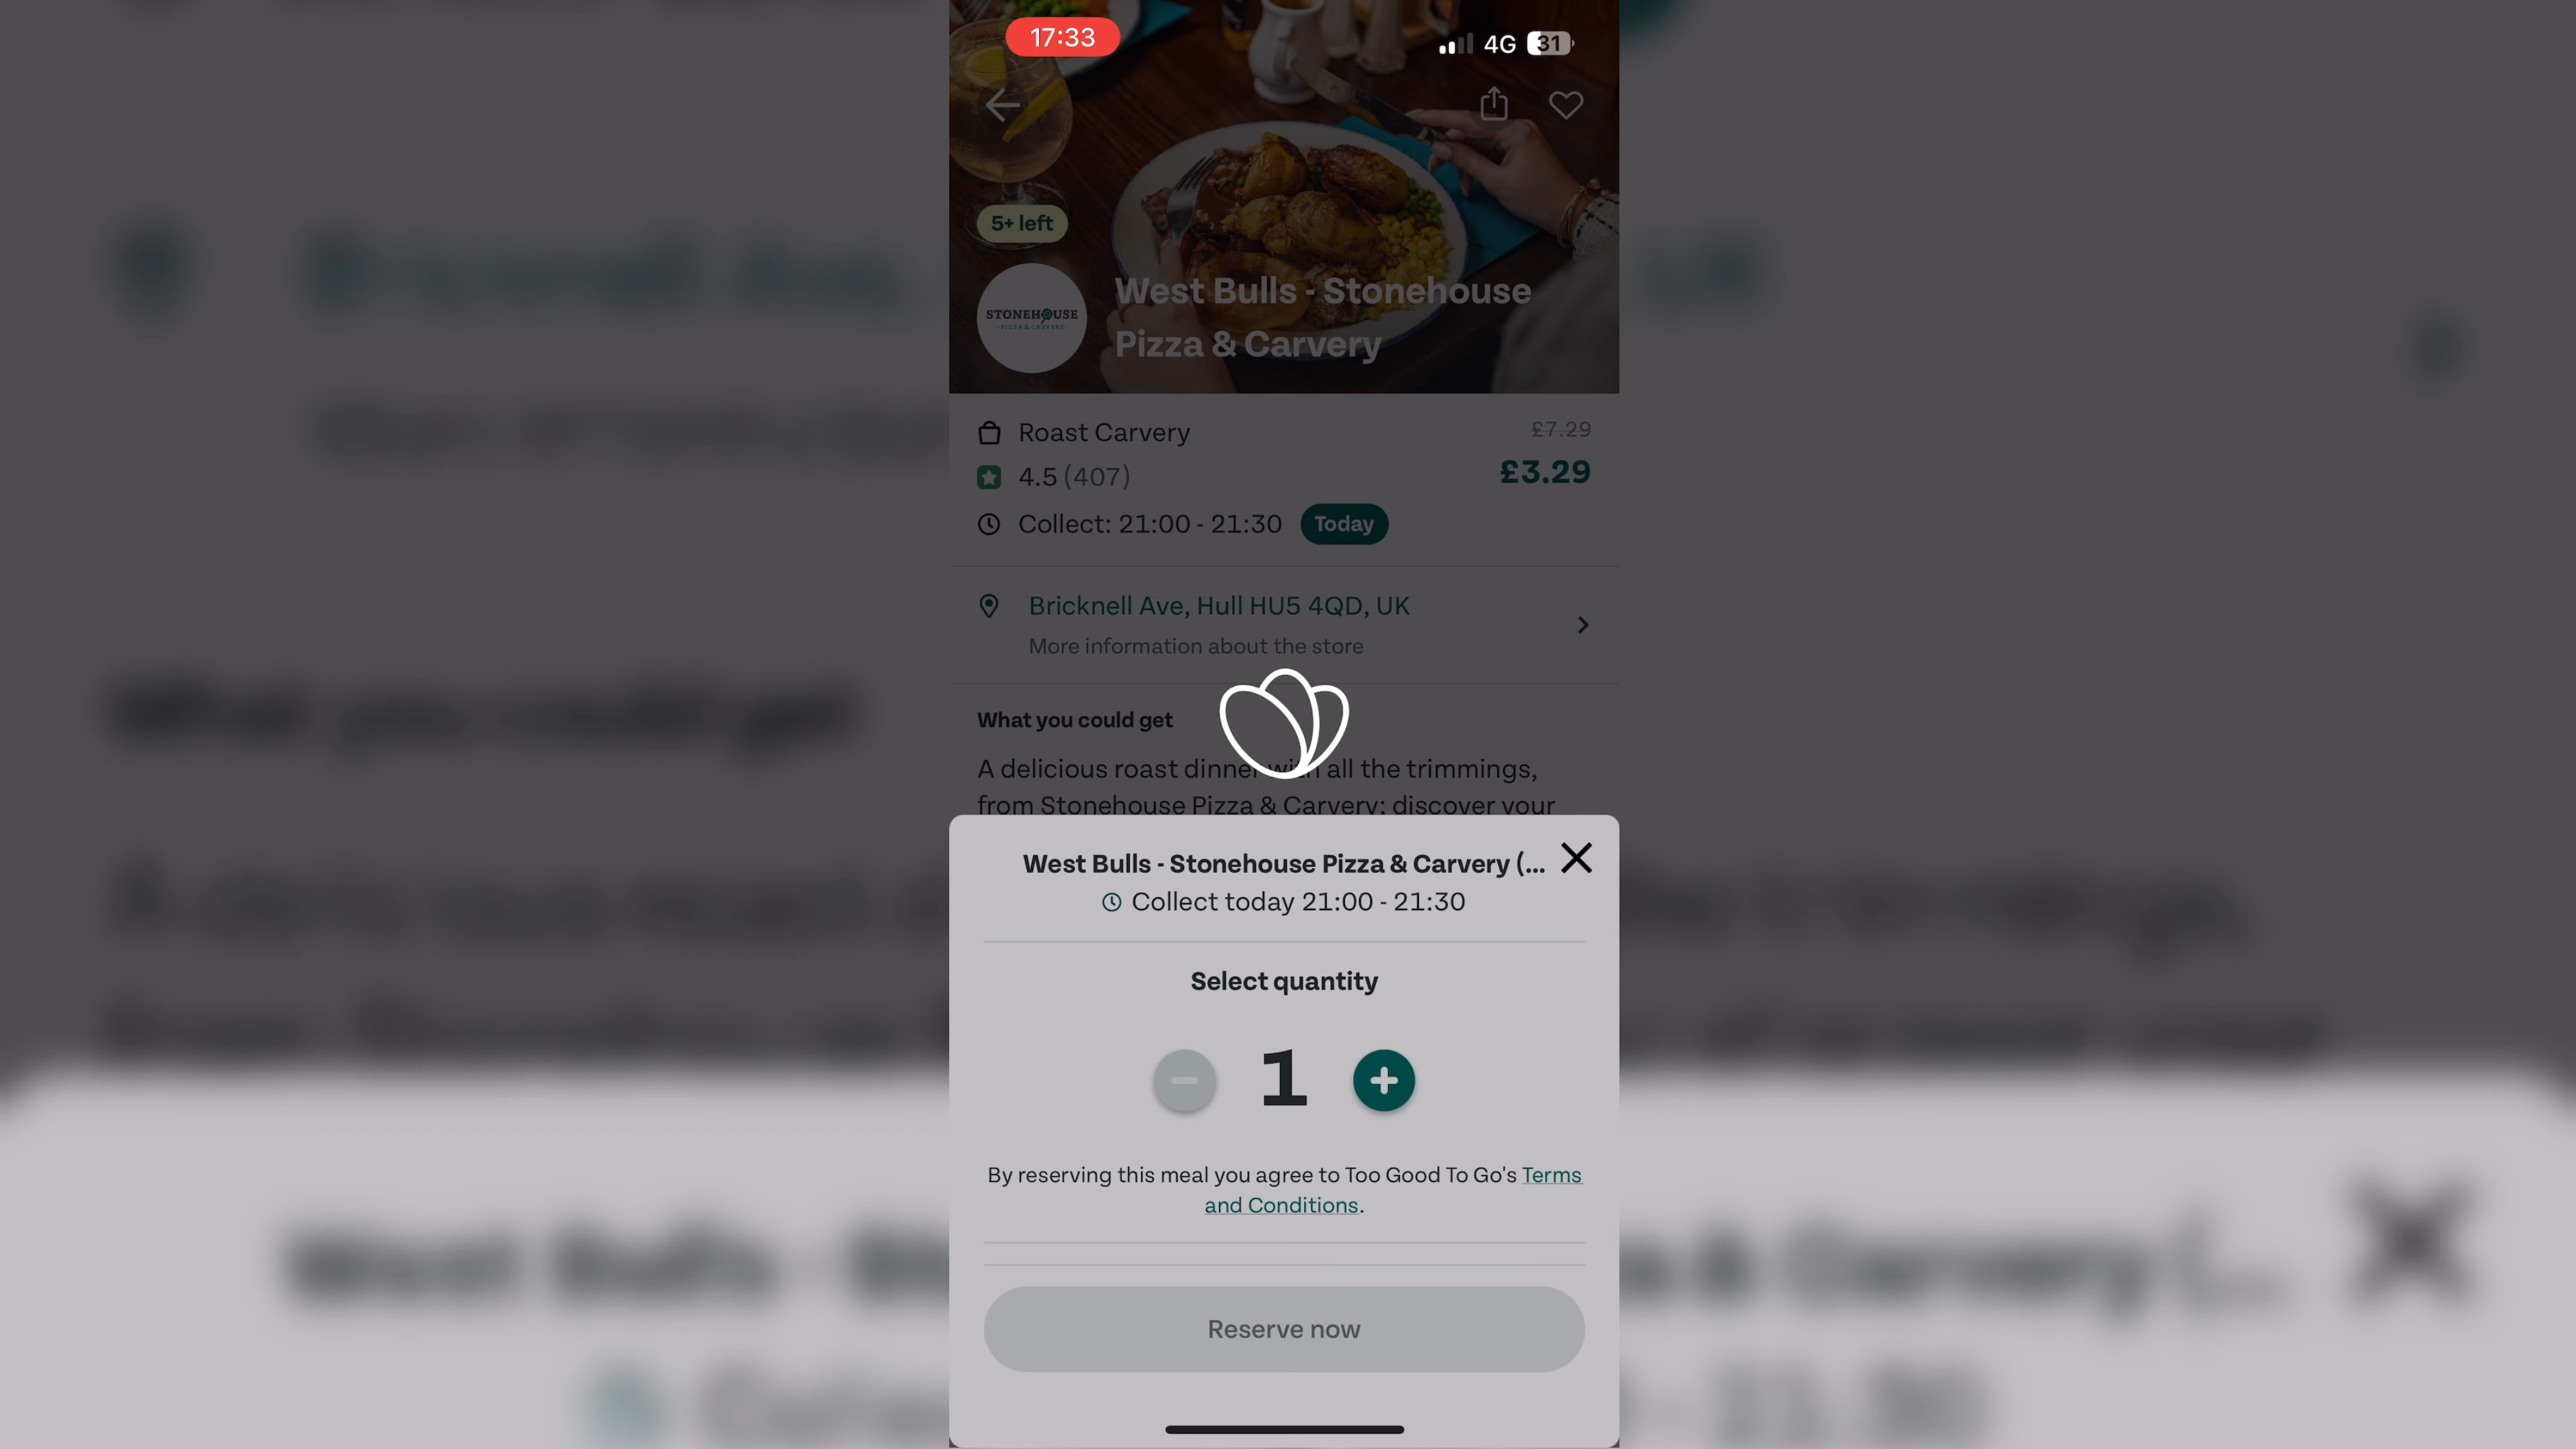 17:33
4G 31
5+ left
STONEHOUSE
PIZZA & CARVERY
West Bulls - Stonehouse
Pizza & Carvery
Roast Carvery
£7.29
4.5 (407)
£3.29
Collect: 21:00 - 21:30 Today
Bricknell Ave, Hull HU5 4QD, UK
More information about the store
What you could get
A delicious roast dinner with all the trimmings,
from Stonehouse Pizza & Carvery: discover your
West Bulls - Stonehouse Pizza & Carvery (...
Collect today 21:00 - 21:30
Select quantity
1
By reserving this meal you agree to Too Good To Go's Terms
and Conditions.
Reserve now